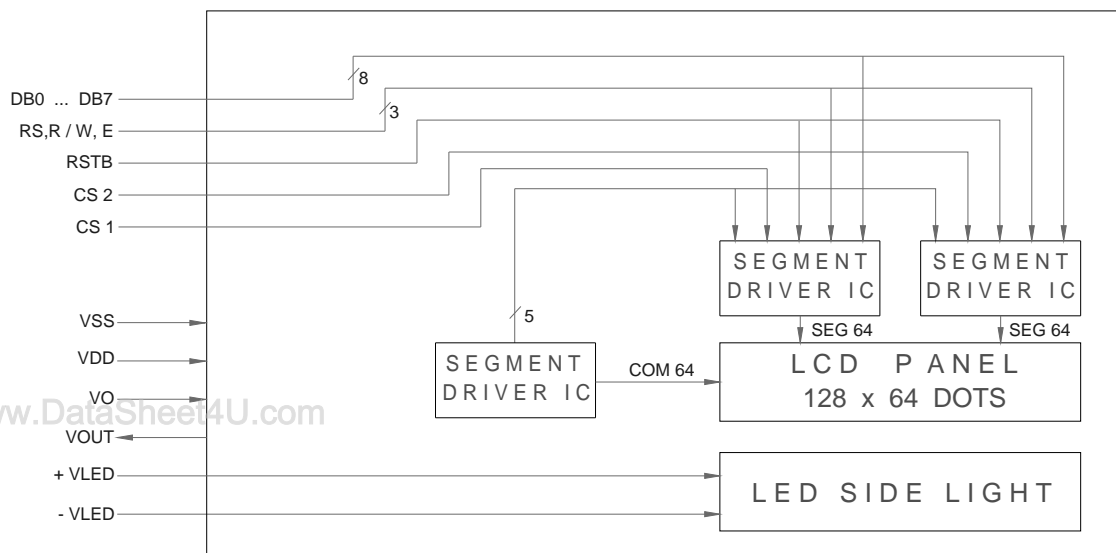 DB0 ... DB7
8
RS,R / W, E
3
RSTB
CS 2
CS 1
SEGMENT
DRIVER IC
SEGMENT
DRIVER IC
VSS
5
SEG 64
SEG 64
VDD
SEGMENT
DRIVER IC
COM 64
LCD PANEL
128 x 64 DOTS
VO
www.DataSheet4U.com
VOUT
+ VLED
- VLED
LED SIDE LIGHT